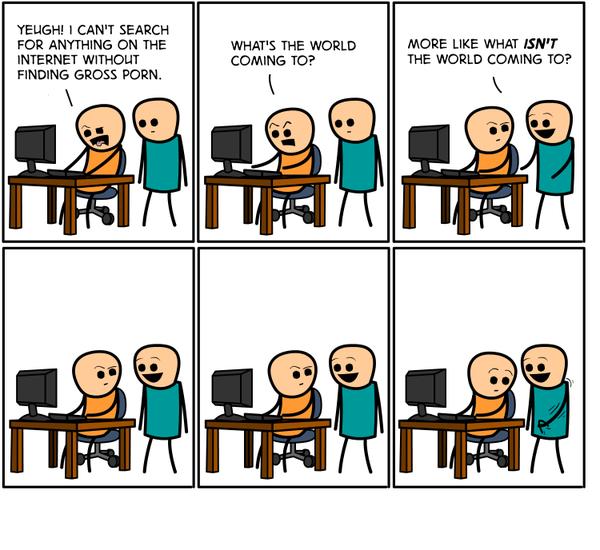 YEUGH! I CAN'T SEARCH
FOR ANYTHING ON THE
INTERNET WITHOUT
FINDING GROSS PORN.
WHAT'S THE WORLD
COMING TO?
MORE LIKE WHAT ISN'T
THE WORLD COMING TO?